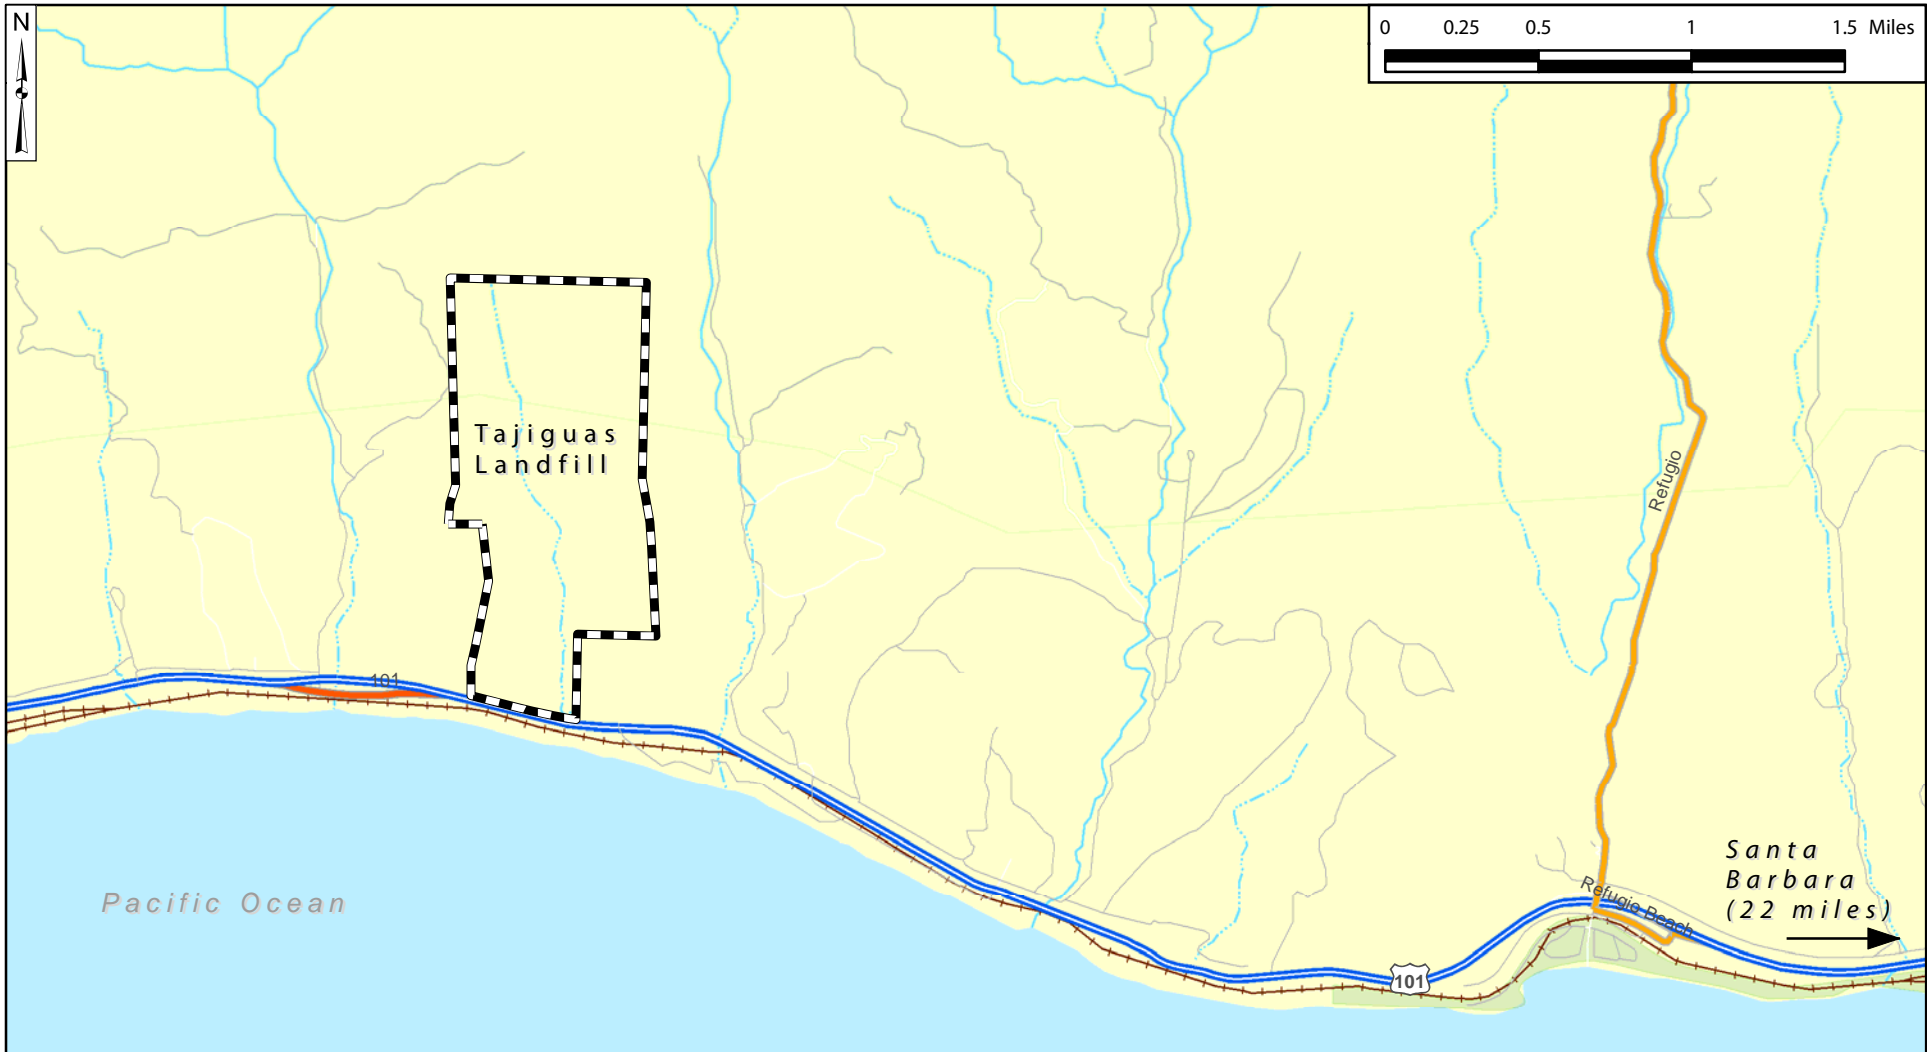 N
0 0.25 0.5 1 1.5 Miles
Tajiguas
Landfill
Refugio
101
Pacific Ocean
Santa
Barbara
(22 miles)
Refugio Beach
101